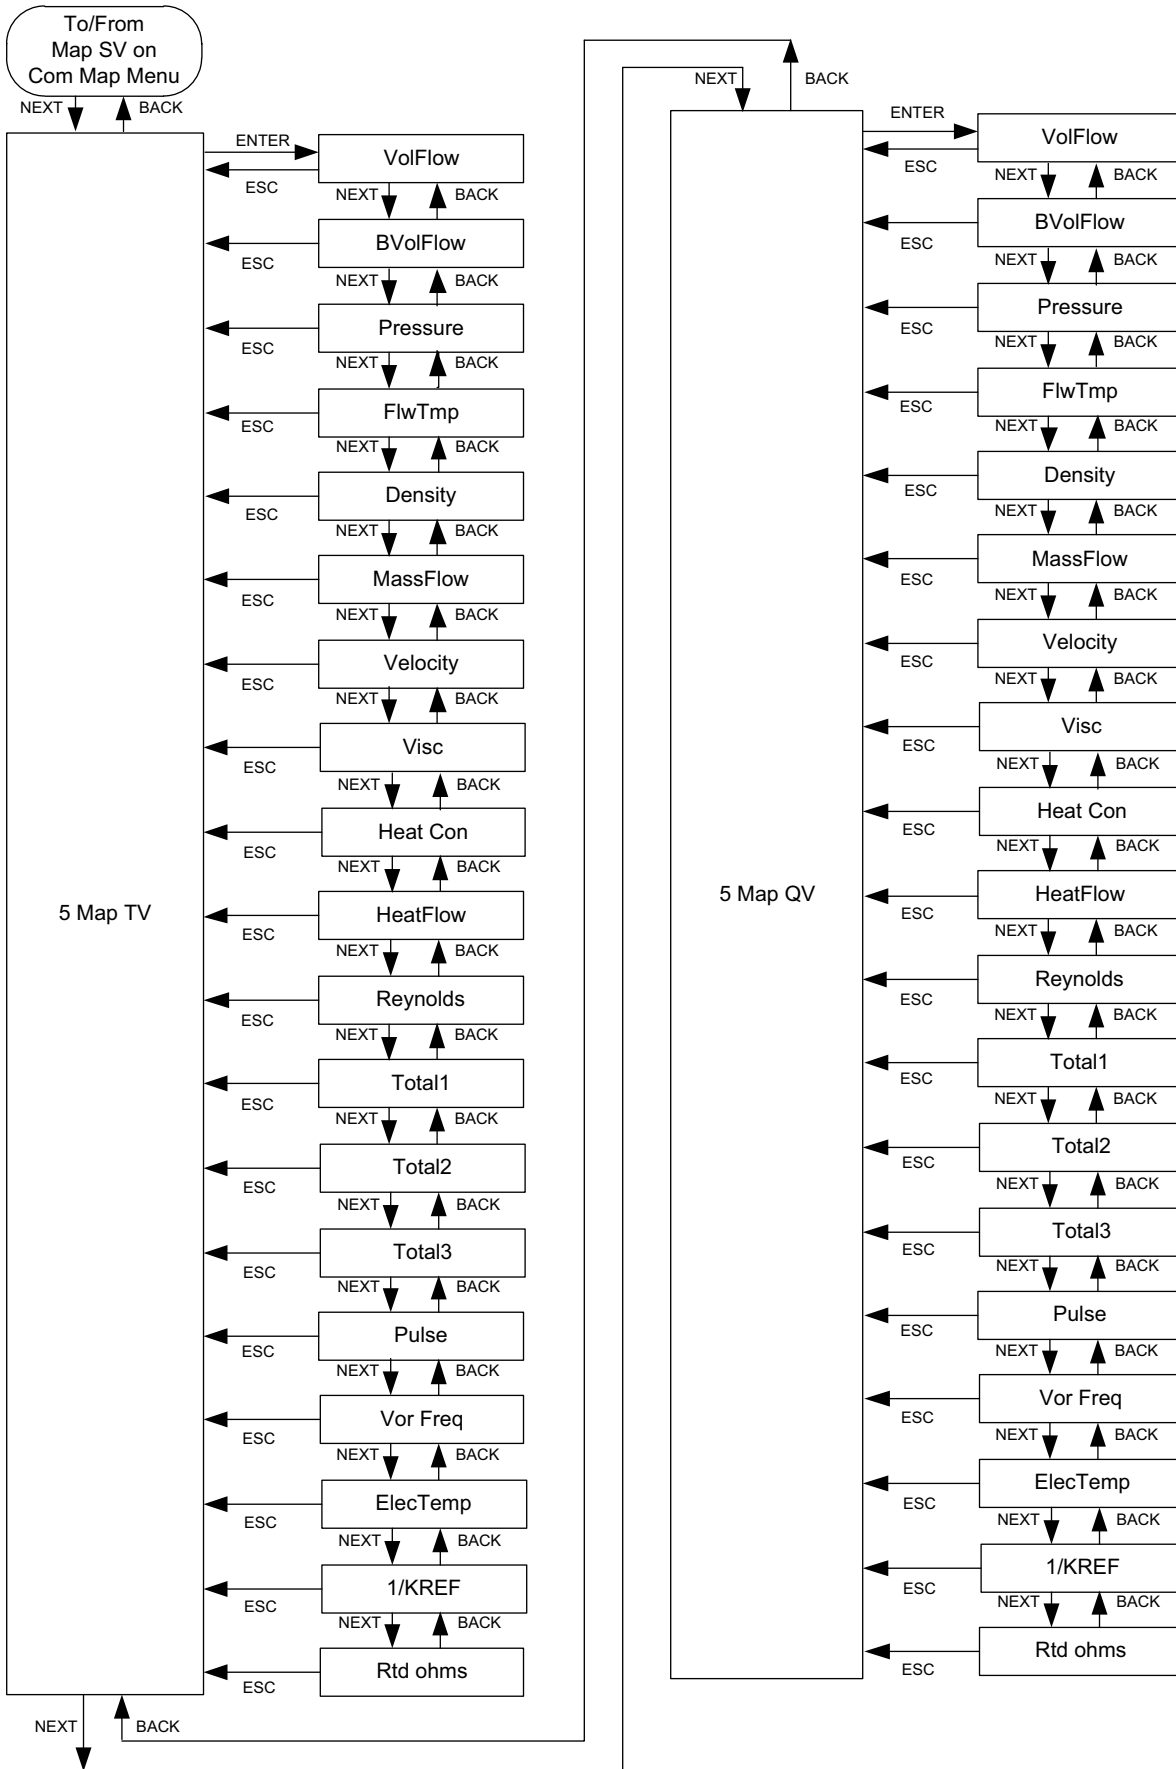 To/From
Map SV on
Com Map Menu
NEXT BACK
5 Map TV
ENTER
VolFlow
ESC
NEXT BACK
BVolFlow
ESC
NEXT BACK
Pressure
ESC
NEXT BACK
FlwTmp
ESC
NEXT BACK
Density
ESC
NEXT BACK
MassFlow
ESC
NEXT BACK
Velocity
ESC
NEXT BACK
Visc
ESC
NEXT BACK
Heat Con
ESC
NEXT BACK
HeatFlow
ESC
NEXT BACK
Reynolds
ESC
NEXT BACK
Total1
ESC
NEXT BACK
Total2
ESC
NEXT BACK
Total3
ESC
NEXT BACK
Pulse
ESC
NEXT BACK
Vor Freq
ESC
NEXT BACK
ElecTemp
ESC
NEXT BACK
1/KREF
ESC
NEXT BACK
Rtd ohms
ESC
NEXT BACK
NEXT BACK
5 Map QV
ENTER
VolFlow
ESC
NEXT BACK
BVolFlow
ESC
NEXT BACK
Pressure
ESC
NEXT BACK
FlwTmp
ESC
NEXT BACK
Density
ESC
NEXT BACK
MassFlow
ESC
NEXT BACK
Velocity
ESC
NEXT BACK
Visc
ESC
NEXT BACK
Heat Con
ESC
NEXT BACK
HeatFlow
ESC
NEXT BACK
Reynolds
ESC
NEXT BACK
Total1
ESC
NEXT BACK
Total2
ESC
NEXT BACK
Total3
ESC
NEXT BACK
Pulse
ESC
NEXT BACK
Vor Freq
ESC
NEXT BACK
ElecTemp
ESC
NEXT BACK
1/KREF
ESC
NEXT BACK
Rtd ohms
ESC